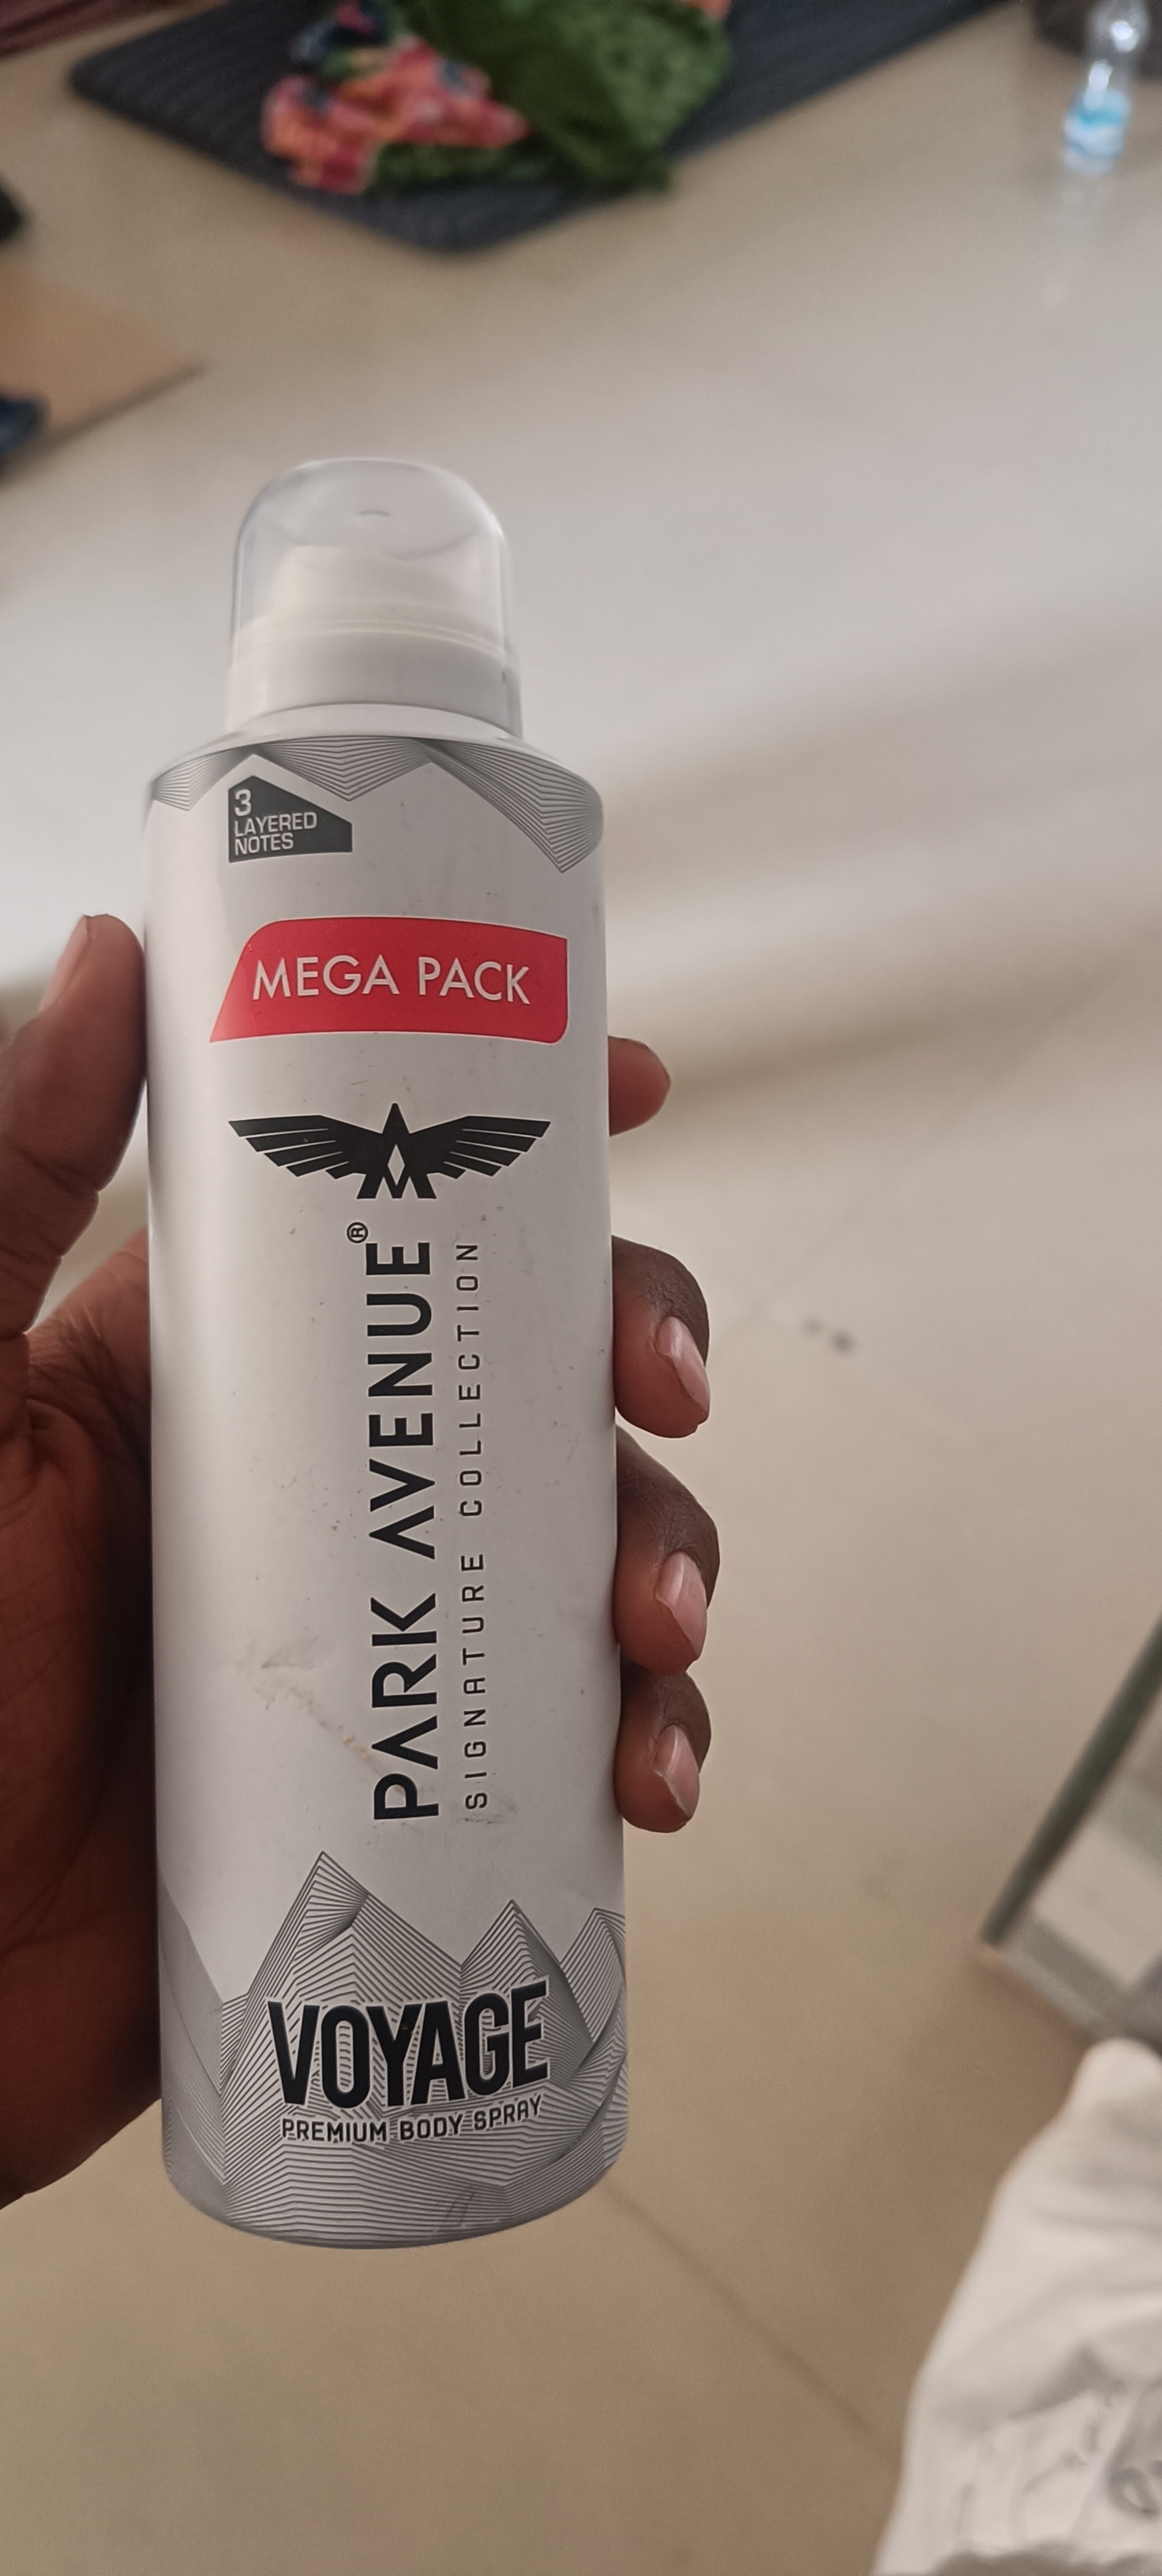 3
LAYERED
NOTES
MEGA PACK
PARK AVENUE®
SIGNATURE COLLECTION
VOYAGE
PREMIUM BODY SPRAY